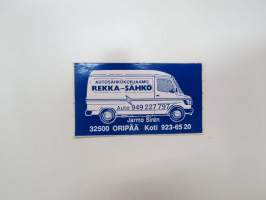 AUTOSÄHKÖKORJAAMO
REKKA-SÄHKÖ
Auto 949 227 797
Jarmo Sirén
32500 ORIPÄÄ Koti 923-65 20